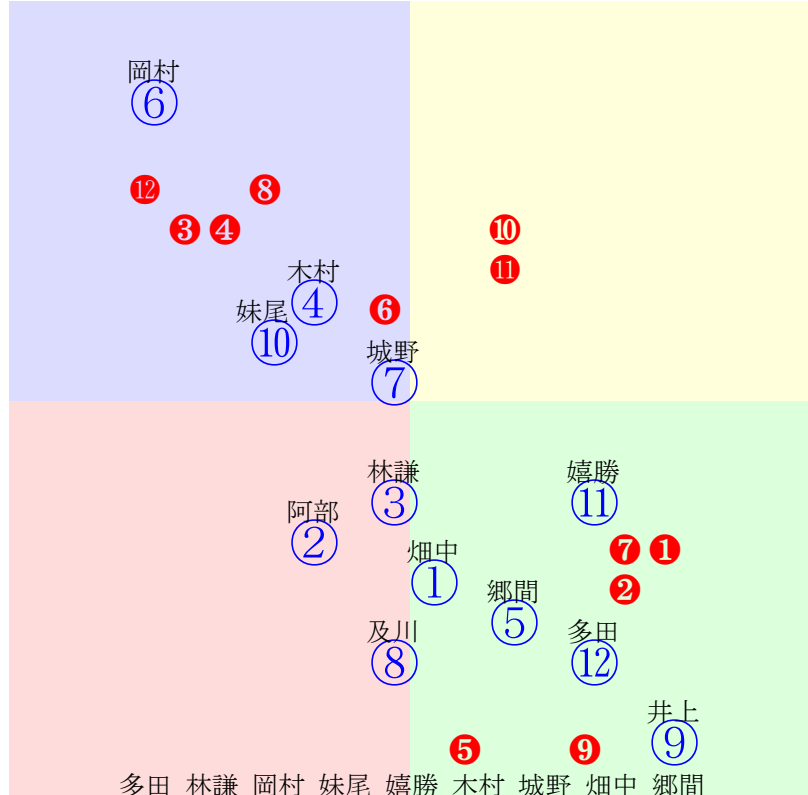 岡村
⑥
⓬ ❽
❸ ❹ ❿
⓫
木村
④ ❻
妹尾
⑩
城野
⑦
林謙 嬉勝
③ ⑪
阿部
②
畑中 ❼ ❶
①
郷間 ❷
⑤
及川 多田
⑧ ⑫
井上
⑨
❺ ❾
多田 林謙 岡村 妹尾 嬉勝 木村 城野 畑中 郷間